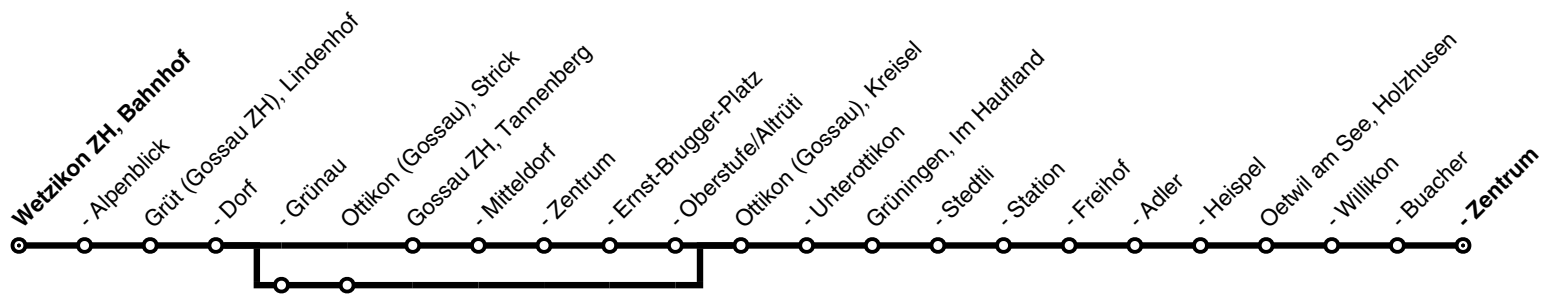 Wetzikon ZH, Bahnhof
- Alpenblick
Grüt (Gossau ZH), Lindenhof
- Dorf
- Grünau
Ottikon (Gossau), Strick
Gossau ZH, Tannenberg
- Mitteldorf
- Zentrum
- Ernst-Brugger-Platz
- Oberstufe/Altrüti
Ottikon (Gossau), Kreisel
- Unterottikon
Grüningen, Im Haufland
- Stedtli
- Station
- Freihof
- Adler
- Heispel
Oetwil am See, Holzhusen
- Willikon
- Buacher
- Zentrum